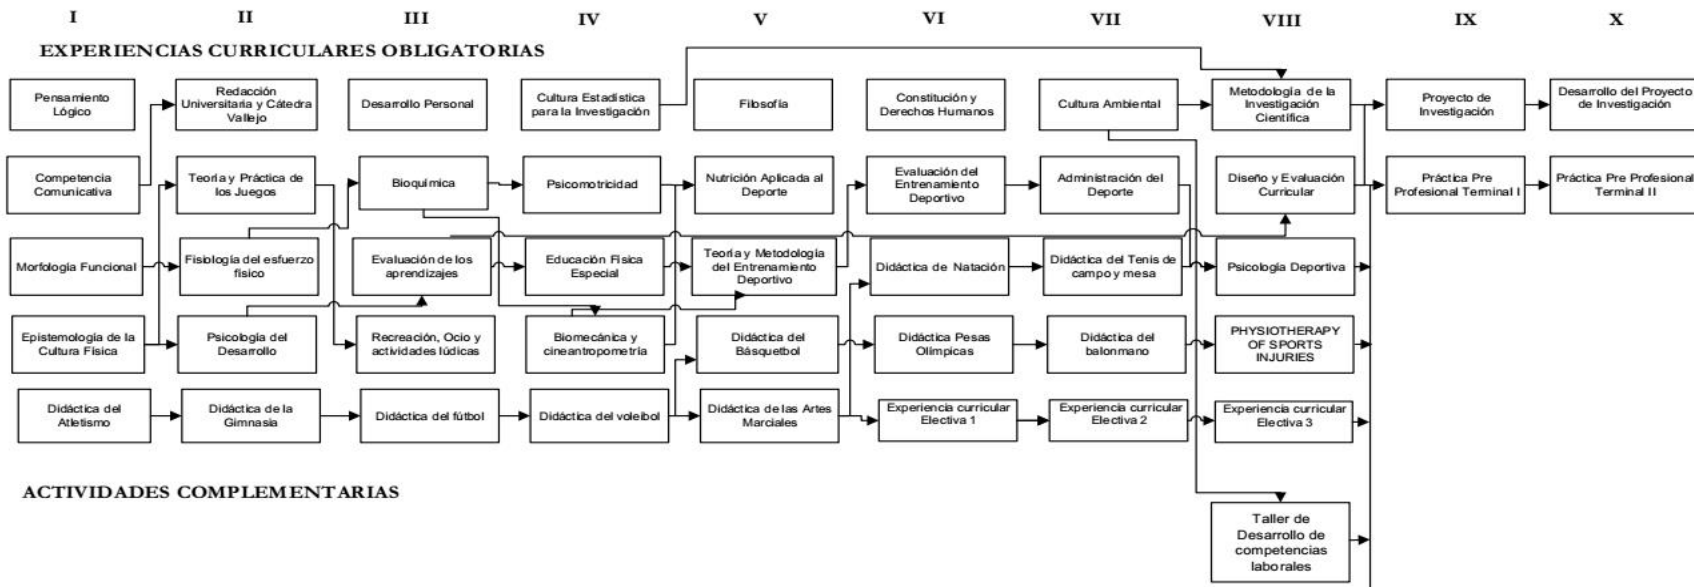 I II III IV V VI VII VIII IX X
EXPERIENCIAS CURRICULARES OBLIGATORIAS
Pensamiento
Lógico
Redacción
Universitaria y Cátedra
Vallejo
Desarrollo Personal
Cultura Estadística
para la Investigación
Filosofía
Constitución y
Derechos Humanos
Cultura Ambiental
Metodología de la
Investigación
Científica
Proyecto de
Investigación
Desarrollo del Proyecto
de Investigación
Competencia
Comunicativa
Teoría y Práctica de
los Juegos
Bioquímica
Psicomotricidad
Nutrición Aplicada al
Deporte
Evaluación del
Entrenamiento
Deportivo
Administración del
Deporte
Diseño y Evaluación
Curricular
Práctica Pre
Profesional Terminal I
Práctica Pre Profesional
Terminal II
Morfología Funcional
Fisiología del esfuerzo
físico
Evaluación de los
aprendizajes
Educación Física
Especial
Teoría y Metodología
del Entrenamiento
Deportivo
Didáctica de Natación
Didáctica del Tenis de
campo y mesa
Psicología Deportiva
Epistemología de la
Cultura Física
Psicología del
Desarrollo
Recreación, Ocio y
actividades lúdicas
Biomecánica y
cineantropometría
Didáctica del
Básquetbol
Didáctica Pesas
Olímpicas
Didáctica del
balonmano
PHYSIOTHERAPY
OF SPORTS
INJURIES
Didáctica del
Atletismo
Didáctica de la
Gimnasia
Didáctica del fútbol
Didáctica del voleibol
Didáctica de las Artes
Marciales
Experiencia curricular
Electiva 1
Experiencia curricular
Electiva 2
Experiencia curricular
Electiva 3
ACTIVIDADES COMPLEMENTARIAS
Taller de
Desarrollo de
competencias
laborales